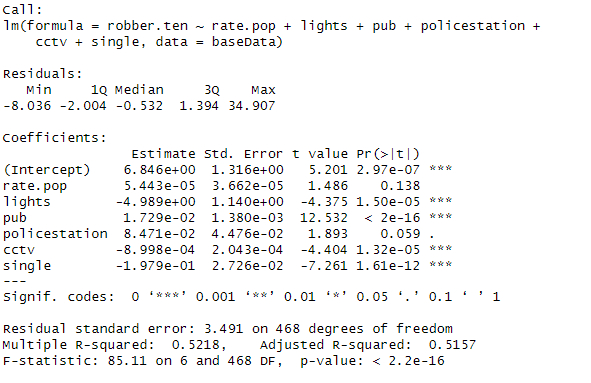 Call:
lm(formula = robber.ten ~ rate.pop + lights + pub + policestation +
    cctv + single, data = baseData)

Residuals:
   Min     1Q Median     3Q    Max
-8.036 -2.004 -0.532  1.394 34.907

Coefficients:
                Estimate Std. Error t value Pr(>|t|)
(Intercept)    6.846e+00  1.316e+00   5.201 2.97e-07 ***
rate.pop       5.443e-05  3.662e-05   1.486    0.138
lights        -4.989e+00  1.140e+00  -4.375 1.50e-05 ***
pub            1.729e-02  1.380e-03  12.532  < 2e-16 ***
policestation  8.471e-02  4.476e-02   1.893    0.059 .
cctv          -8.998e-04  2.043e-04  -4.404 1.32e-05 ***
single        -1.979e-01  2.726e-02  -7.261 1.61e-12 ***
---
Signif. codes:  0 ‘***’ 0.001 ‘**’ 0.01 ‘*’ 0.05 ‘.’ 0.1 ‘ ’ 1

Residual standard error: 3.491 on 468 degrees of freedom
Multiple R-squared:  0.5218,    Adjusted R-squared:  0.5157
F-statistic: 85.11 on 6 and 468 DF,  p-value: < 2.2e-16